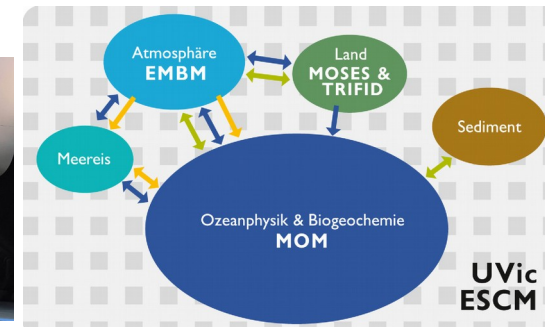 Atmosphäre
EMBM
Land
MOSES &
TRIFID
Sediment
Meereis
Ozeanphysik & Biogeochemie
MOM
UVic
ESCM